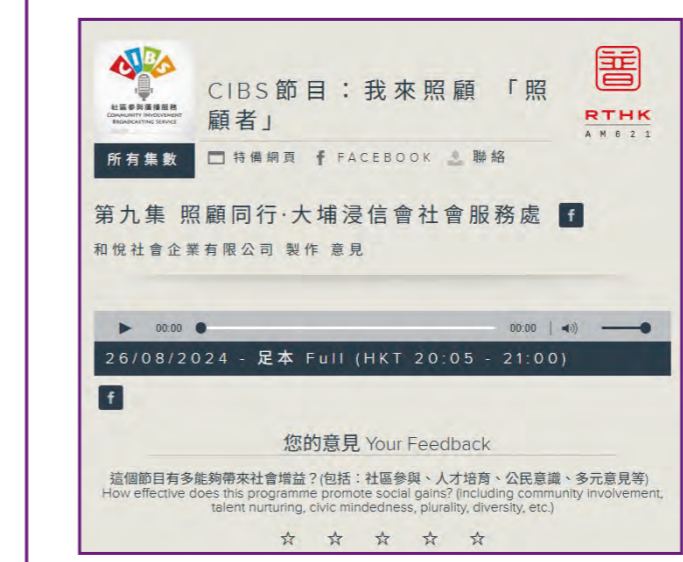 CIBS
社區參與廣播服務
COMMUNITY INVOLVEMENT
BROADCASTING SERVICE
CIBS節目：我來照顧 「照
顧者」
普
RTHK
AM621
所有集數
特備網頁 f FACEBOOK 聯絡
第九集 照顧同行·大埔浸信會社會服務處 f
和悅社會企業有限公司 製作 意見
00:00 00:00
26/08/2024 - 足本 Full (HKT 20:05 - 21:00)
f
您的意見 Your Feedback
這個節目有多能夠帶來社會增益？(包括：社區參與、人才培育、公民意識、多元意見等)
How effective does this programme promote social gains? (including community involvement,
talent nurturing, civic mindedness, plurality, diversity, etc.)